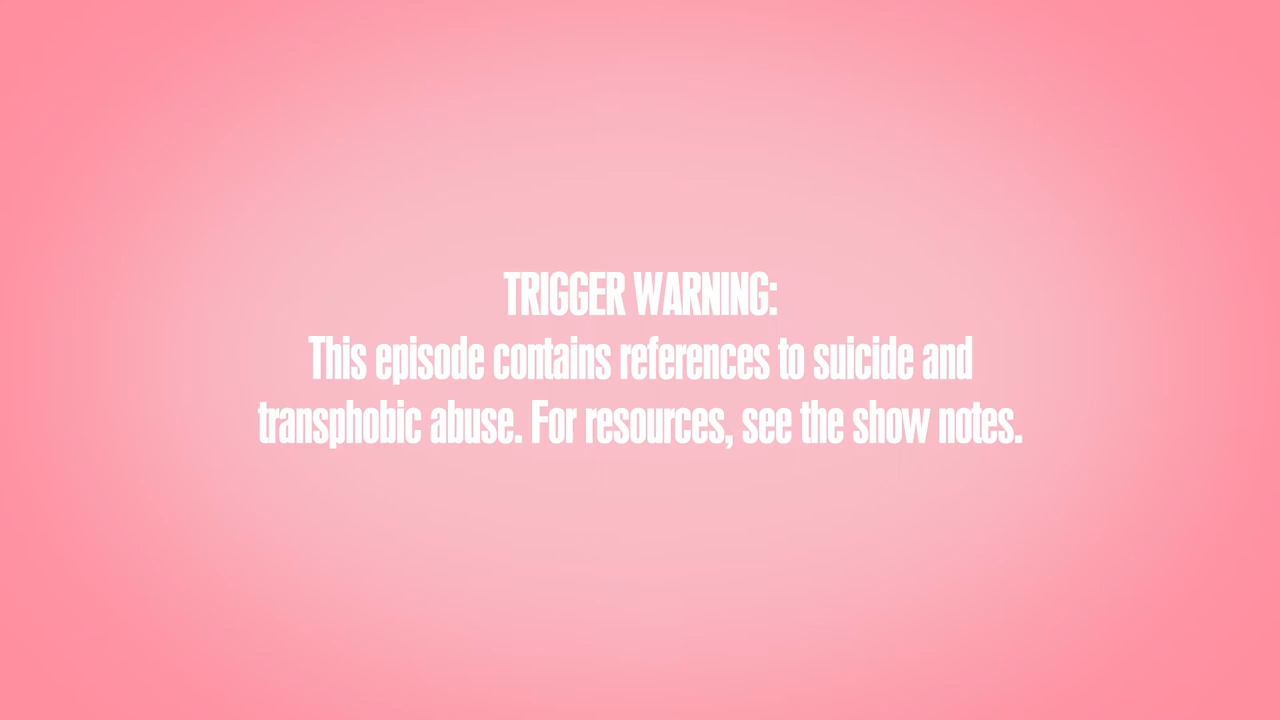 TRIGGER WARNING:
This episode contains references to suicide and
transphobic abuse. For resources, see the show notes.